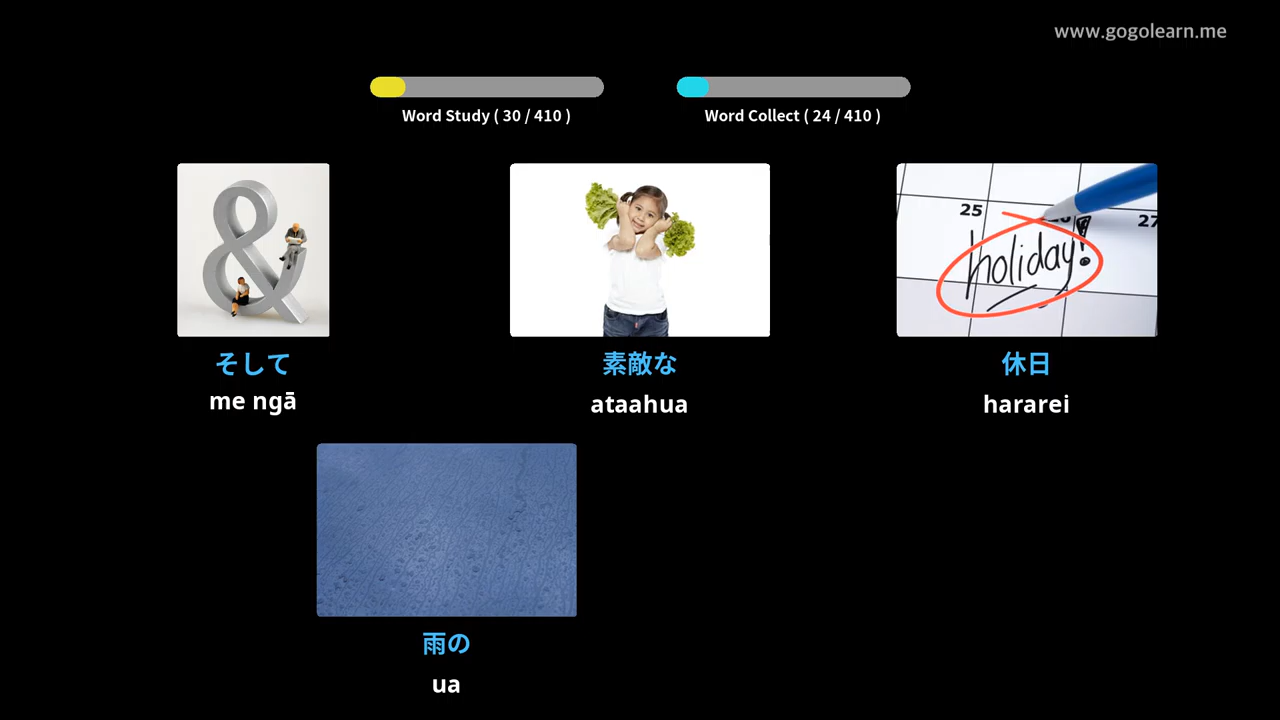 www.gogolearn.me
Word Study ( 30 / 410 )
Word Collect ( 24 / 410 )
25
27
holiday!
そして
素敵な
休日
me ngā
ataahua
hararei
雨の
ua